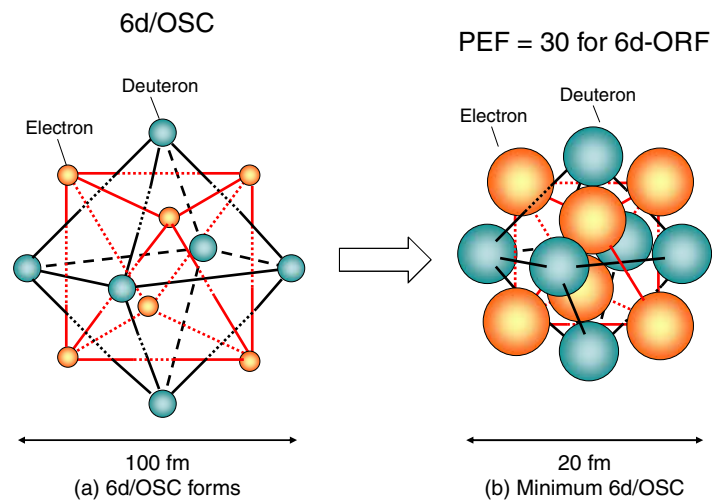 6d/OSC
Deuteron
Electron
100 fm
(a) 6d/OSC forms
PEF = 30 for 6d-ORF
Deuteron
Electron
20 fm
(b) Minimum 6d/OSC